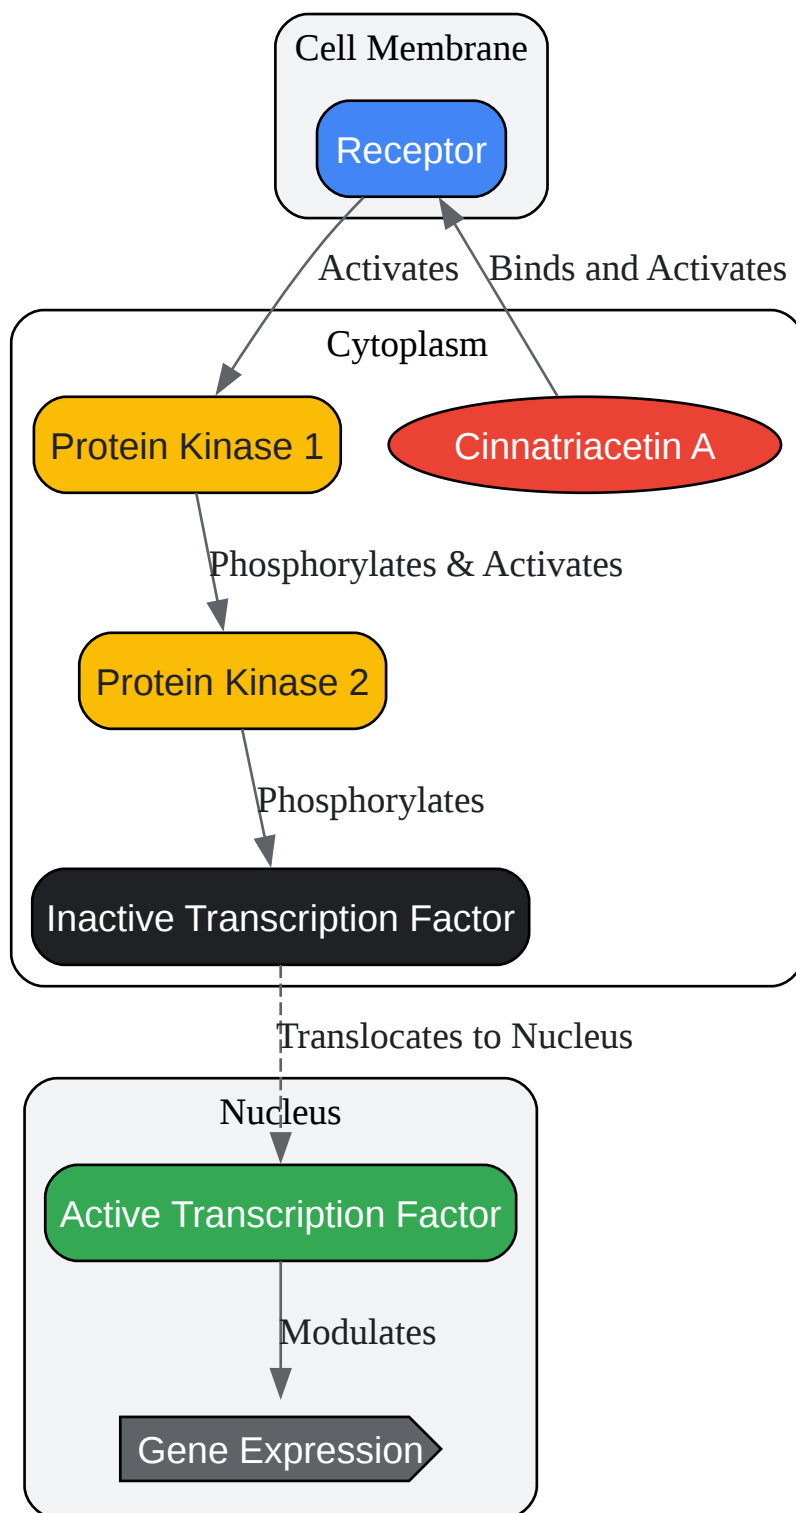 Cell Membrane
Receptor
Activates
Binds and Activates
Cytoplasm
Protein Kinase 1
Cinnatriacetin A
Phosphorylates & Activates
Protein Kinase 2
Phosphorylates
Inactive Transcription Factor
Translocates to Nucleus
Nucleus
Active Transcription Factor
Modulates
Gene Expression